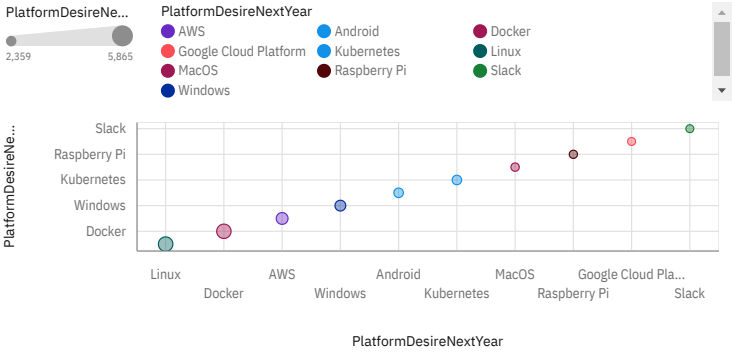 PlatformDesireNe...
2,359 5,865
PlatformDesireNextYear
AWS Android Docker
Google Cloud Platform Kubernetes Linux
MacOS Raspberry Pi Slack
Windows
PlatformDesireNe...
Slack
Raspberry Pi
Kubernetes
Windows
Docker
Linux AWS Android MacOS Google Cloud Pla...
Docker Windows Kubernetes Raspberry Pi Slack
PlatformDesireNextYear